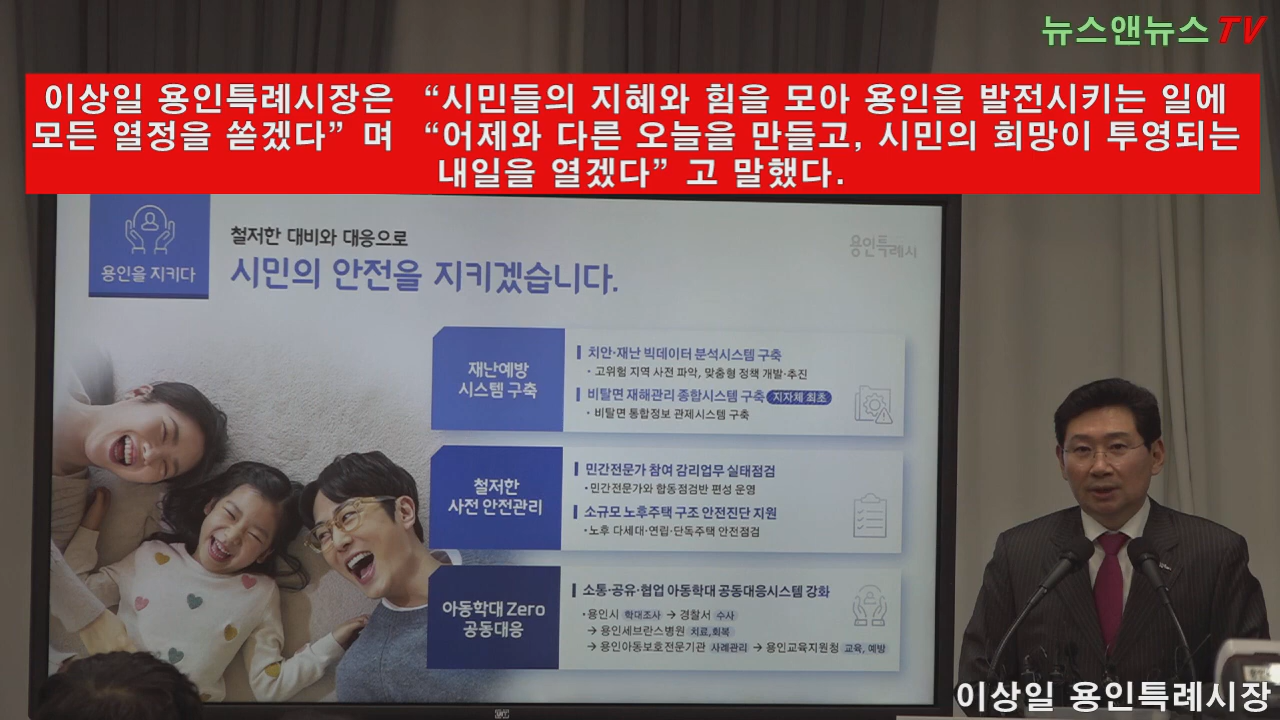 뉴스앤뉴스TV
이상일 용인특례시장은 “시민들의 지혜와 힘을 모아 용인을 발전시키는 일에
모든 열정을 쏟겠다” 며 “어제와 다른 오늘을 만들고, 시민의 희망이 투영되는
내일을 열겠다” 고 말했다.
용인을 지키다
철저한 대비와 대응으로
시민의 안전을 지키겠습니다.
용인특례시
재난예방
시스템 구축
치안·재난 빅데이터 분석시스템 구축
· 고위험 지역 사전 파악, 맞춤형 정책 개발·추진
비탈면 재해관리 종합시스템 구축 지자체 최초
· 비탈면 통합정보 관제시스템 구축
철저한
사전 안전관리
민간전문가 참여 감리업무 실태점검
·민간전문가와 합동점검반 편성 운영
소규모 노후주택 구조 안전진단 지원
·노후 다세대·연립·단독주택 안전점검
아동학대 Zero
공동대응
소통·공유·협업 아동학대 공동대응시스템 강화
·용인시 학대조사 → 경찰서 수사
→ 용인세브란스병원 치료,회복
→ 용인아동보호전문기관 사례관리 → 용인교육지원청 교육, 예방
이상일 용인특례시장